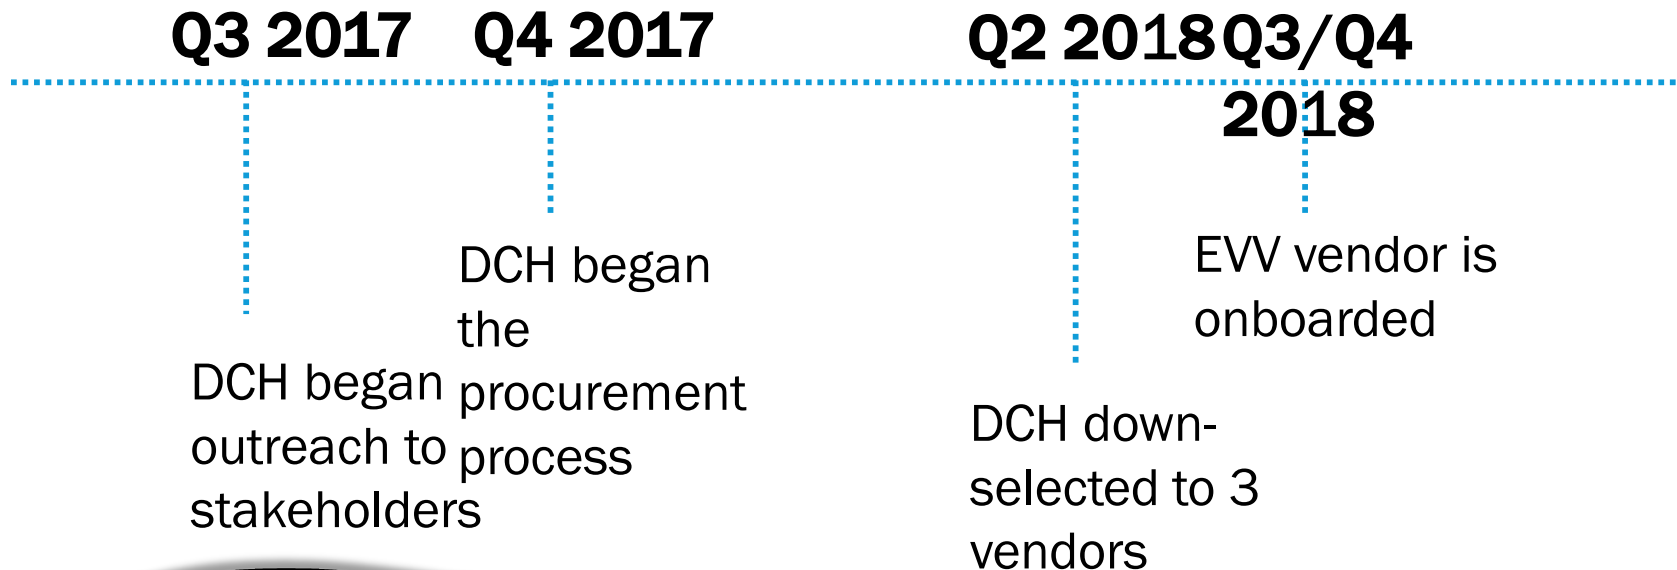 Q3 2017
Q4 2017
Q2 2018
Q3/Q4
2018
DCH began
outreach to
stakeholders
DCH began
the
procurement
process
DCH down-
selected to 3
vendors
EVV vendor is
onboarded